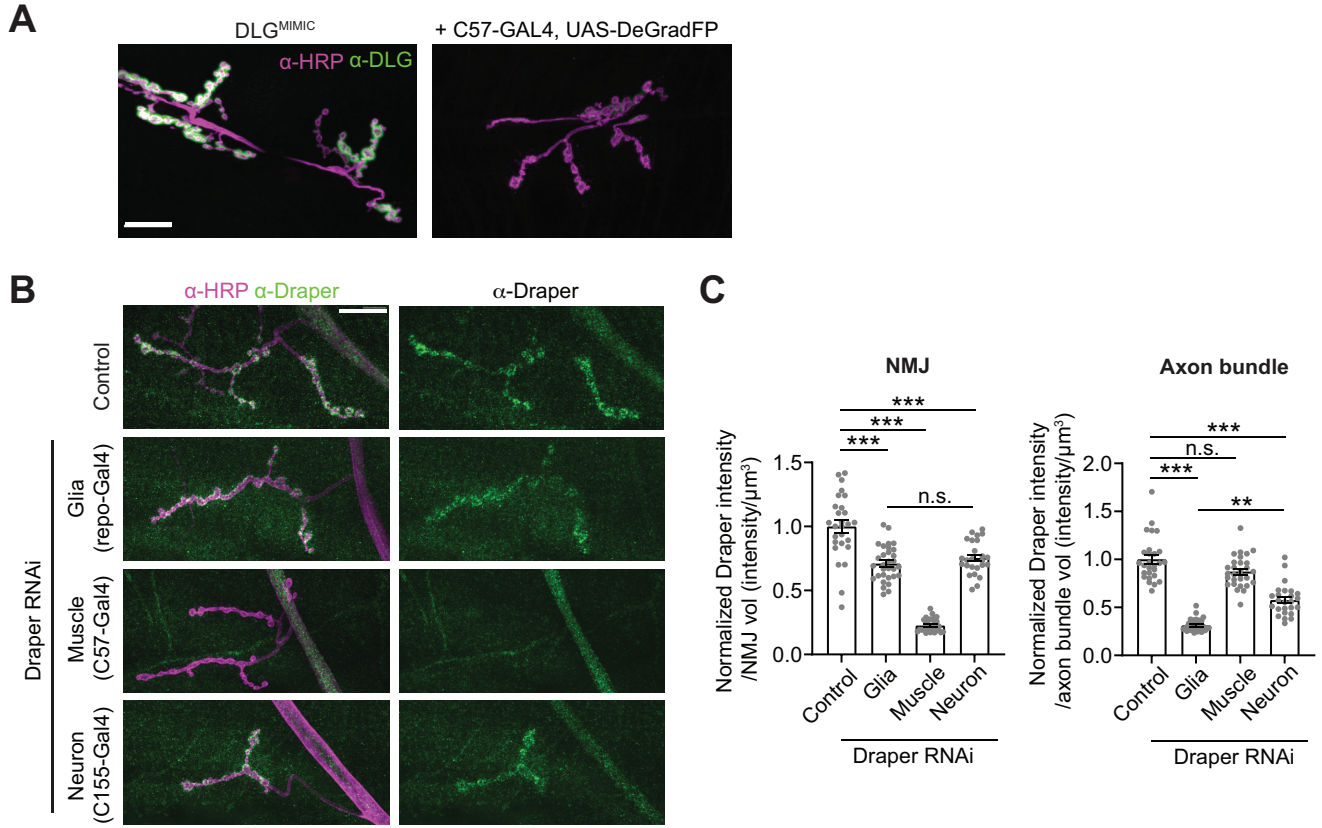 A
DLG^MIMIC
+ C57-GAL4, UAS-DeGradFP
α-HRP α-DLG
B
α-HRP α-Draper
α-Draper
Control
Draper RNAi
Glia
(repo-Gal4)
Muscle
(C57-Gal4)
Neuron
(C155-Gal4)
C
NMJ
Normalized Draper intensity
/NMJ vol (intensity/µm³)
1.5
1.0
0.5
0.0
***
***
***
n.s.
Control
Glia
Muscle
Neuron
Draper RNAi
Axon bundle
Normalized Draper intensity
/axon bundle vol (intensity/µm³)
2.0
1.5
1.0
0.5
0.0
***
n.s.
***
**
Control
Glia
Muscle
Neuron
Draper RNAi